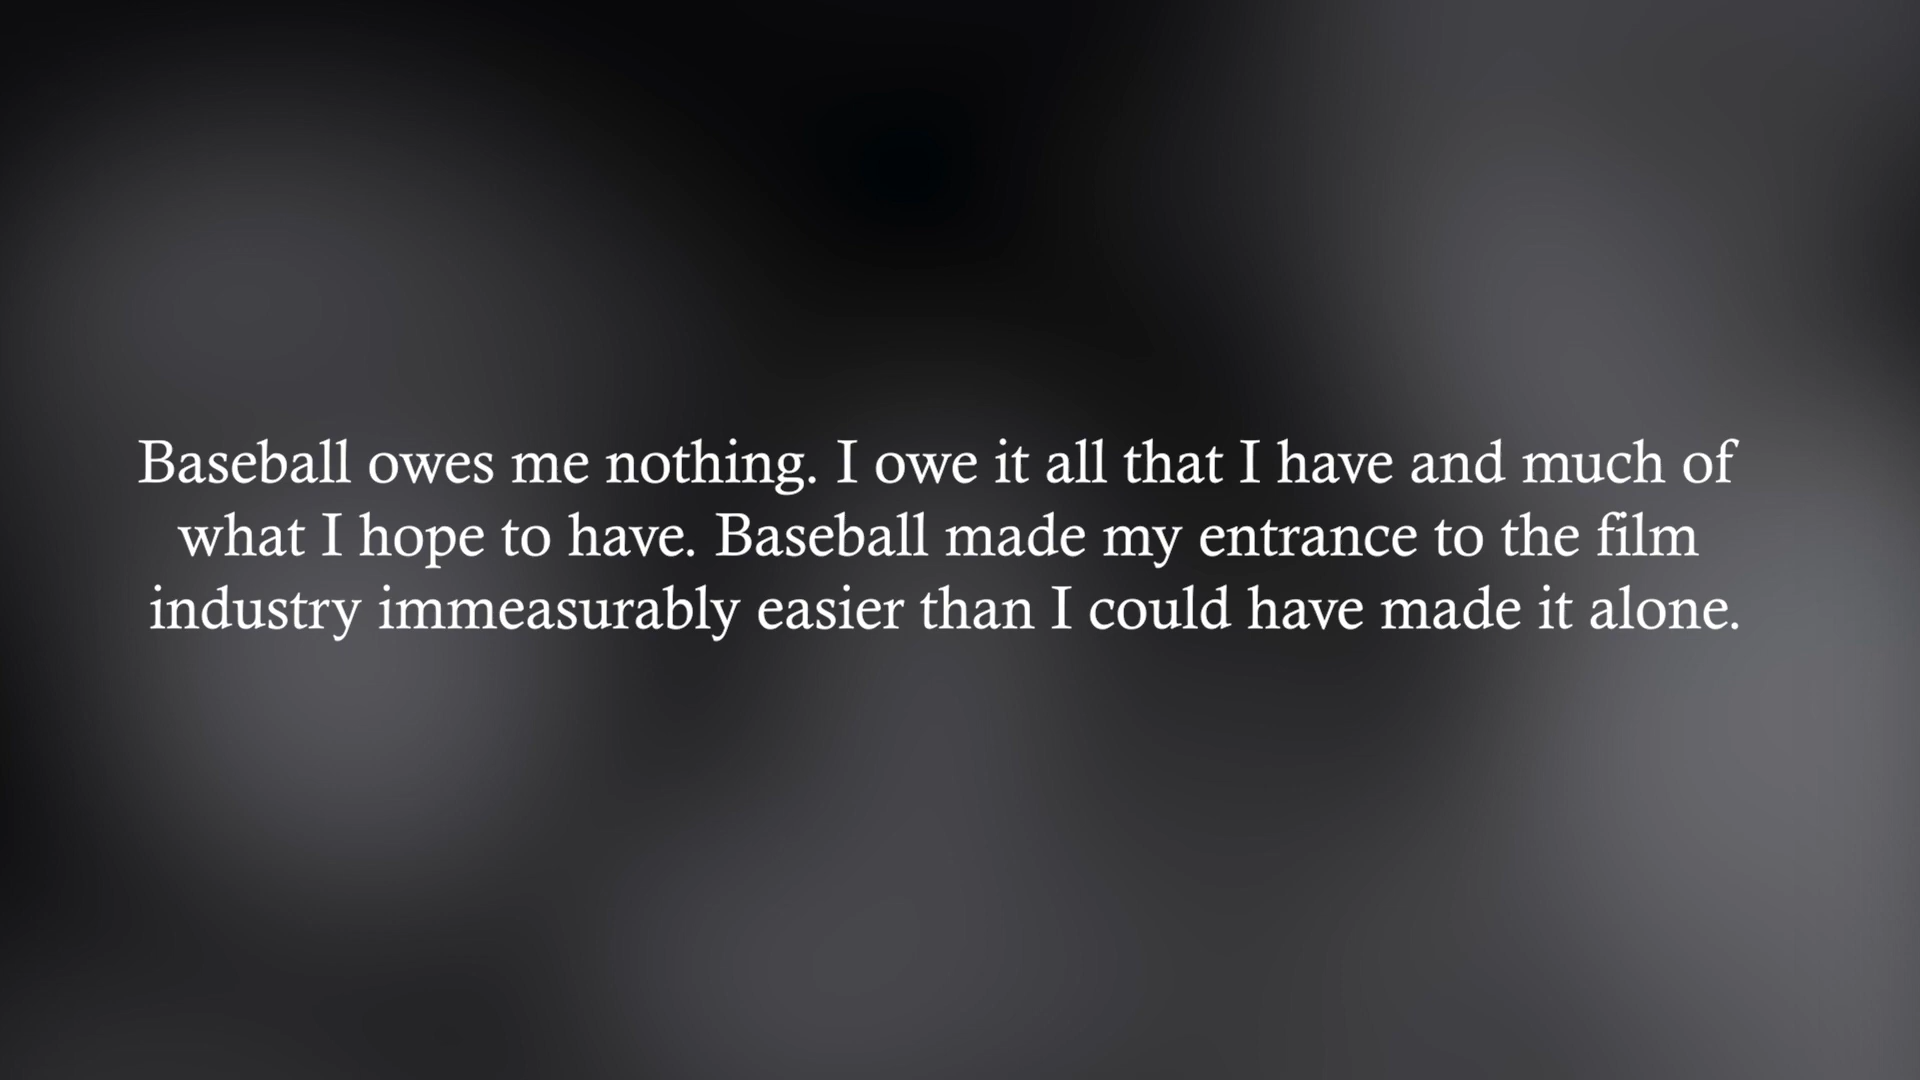 Baseball owes me nothing. I owe it all that I have and much of
what I hope to have. Baseball made my entrance to the film
industry immeasurably easier than I could have made it alone.